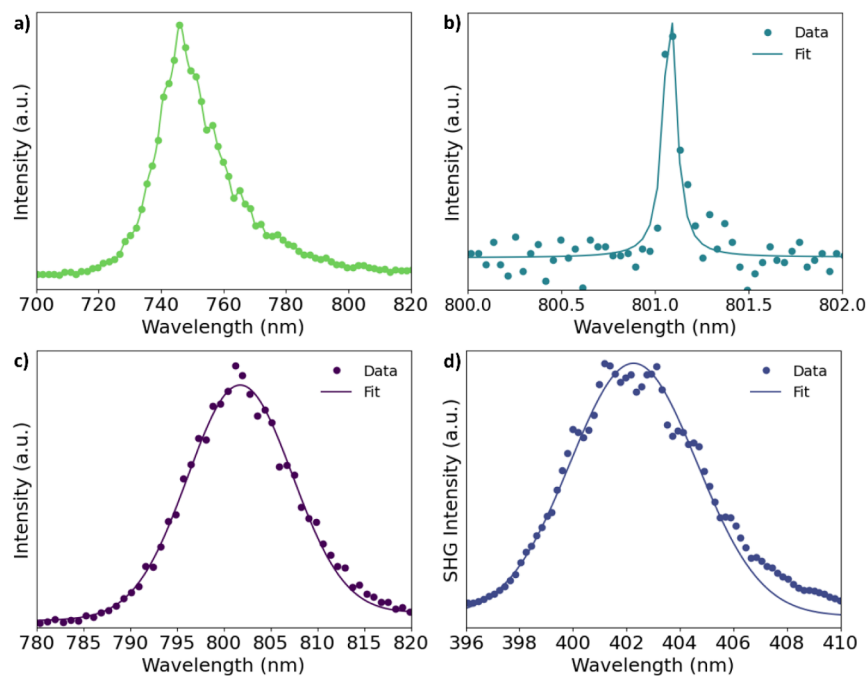 a)
Intensity (a.u.)
700 720 740 760 780 800 820
Wavelength (nm)
b)
Data
Fit
Intensity (a.u.)
800.0 800.5 801.0 801.5 802.0
Wavelength (nm)
c)
Data
Fit
Intensity (a.u.)
780 785 790 795 800 805 810 815 820
Wavelength (nm)
d)
Data
Fit
SHG Intensity (a.u.)
396 398 400 402 404 406 408 410
Wavelength (nm)